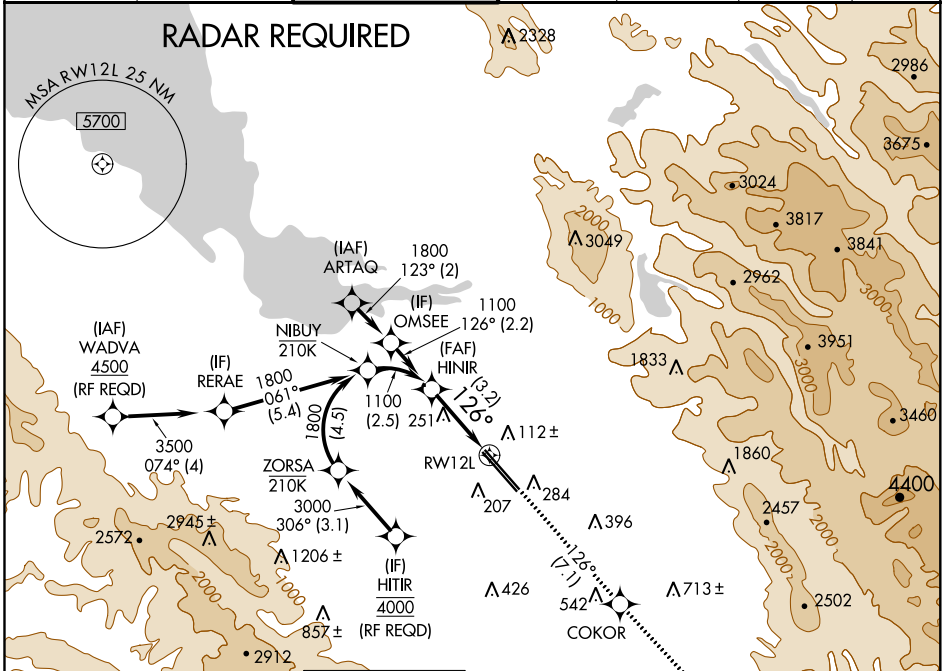 RADAR REQUIRED
2328
2986
MSA RW12L 25 NM
5700
3675
3024
2000
3817
3049
3841
(IAF)
ARTAQ
1800
123° (2)
2962
3000
1000
(IF)
OMSEE
1100
126° (2.2)
NIBUY
210K
(FAF)
HINIR
3951
3000
(IAF)
WADVA
4500
(RF REQD)
(IF)
RERAE
1833
1800
061°
(5.4)
(3.2)
126°
1100
(2.5)
251
3460
1800
(4.5)
112±
3500
074° (4)
RW12L
1860
ZORSA
210K
207
284
4400
3000
306° (3.1)
2457
396
2945±
2572
2000
2000
1206±
126°
(7.1)
1000
(IF)
HITIR
4000
(RF REQD)
426
542
713±
2000
2502
857±
COKOR
2912